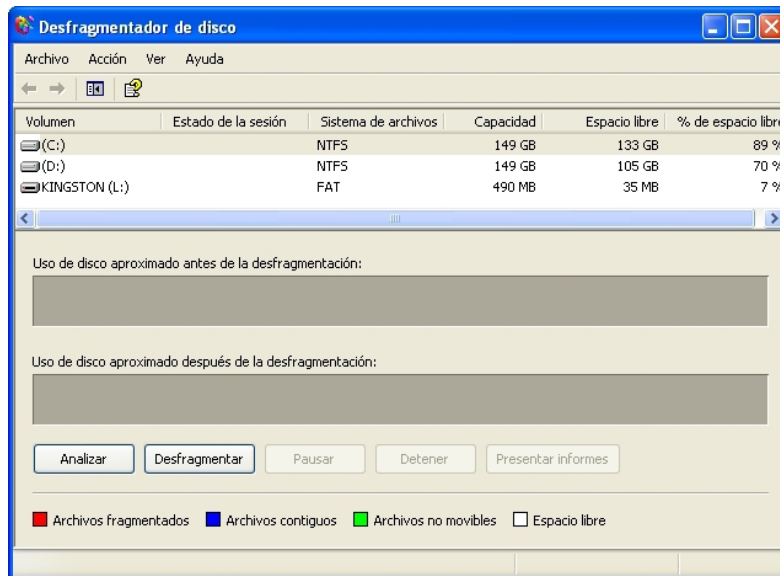 Desfragmentador de disco
Archivo Acción Ver Ayuda
Volumen Estado de la sesión Sistema de archivos Capacidad Espacio libre % de espacio libre
(C:) NTFS 149 GB 133 GB 89 %
(D:) NTFS 149 GB 105 GB 70 %
KINGSTON (L:) FAT 490 MB 35 MB 7 %
Uso de disco aproximado antes de la desfragmentación:
Uso de disco aproximado después de la desfragmentación:
Analizar Desfragmentar Pausar Detener Presentar informes
Archivos fragmentados Archivos contiguos Archivos no movibles Espacio libre